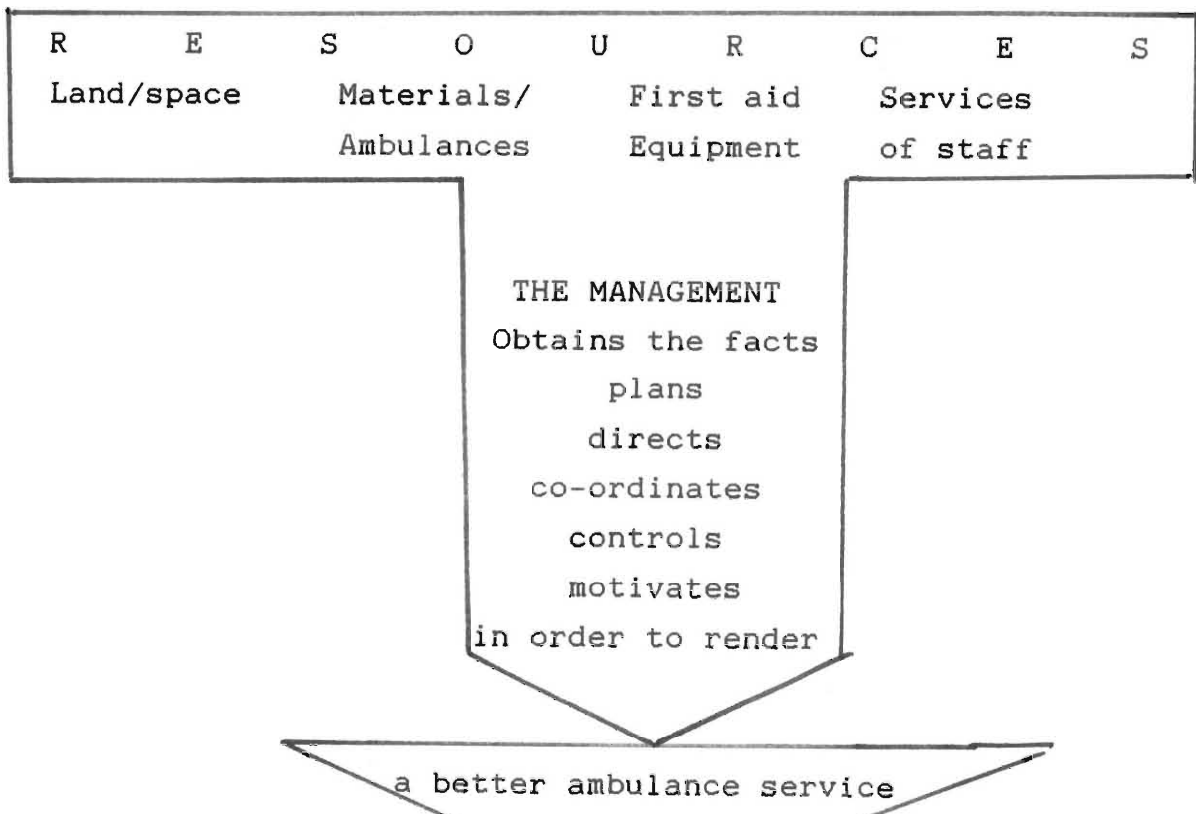 R E S O U R C E S
Land/space Materials/ First aid Services
Ambulances Equipment of staff
THE MANAGEMENT
Obtains the facts
plans
directs
co-ordinates
controls
motivates
in order to render
a better ambulance service